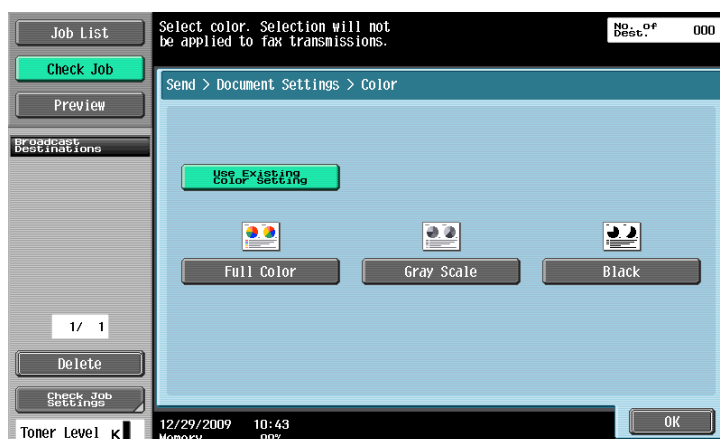 Job List
Check Job
Preview
Broadcast
Destinations
1/ 1
Delete
Check Job
Settings
Toner Level K
Select color. Selection will not
be applied to fax transmissions.
No. of
Dest. 000
Send > Document Settings > Color
Use Existing
Color Setting
Full Color
Gray Scale
Black
OK
12/29/2009 10:43
Memory 00%